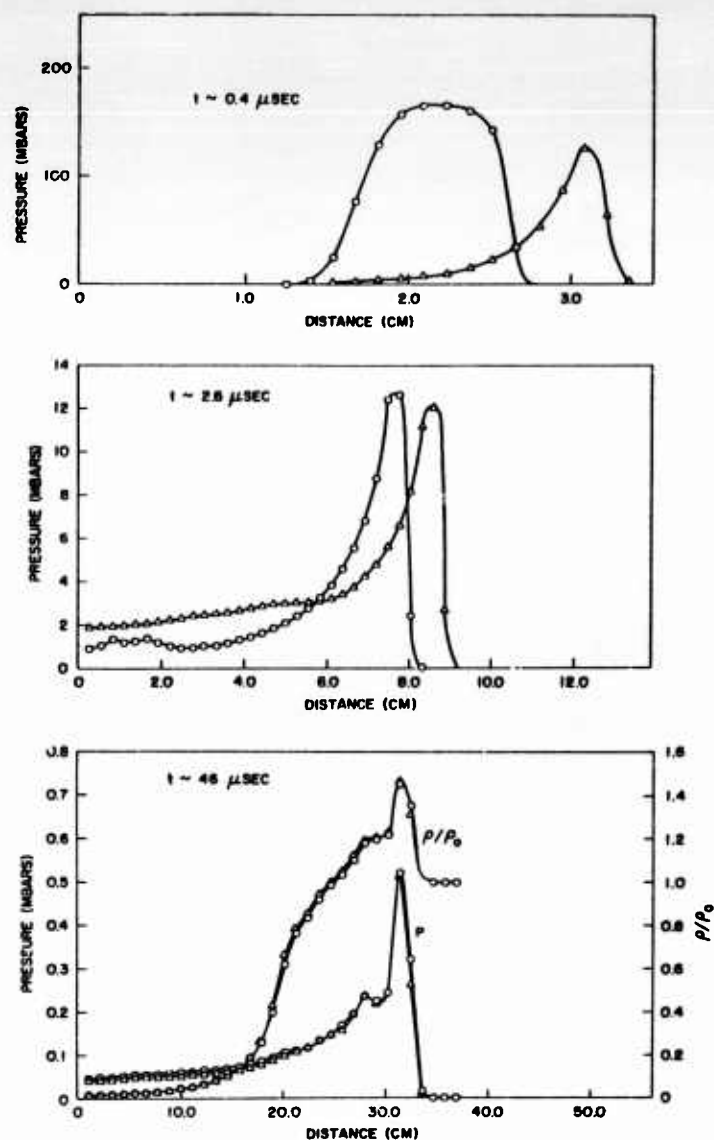 200
100
0
PRESSURE (MBARS)
t ~ 0.4 μSEC
0 1.0 2.0 3.0
DISTANCE (CM)
14
12
10
8
6
4
2
0
PRESSURE (MBARS)
t ~ 2.6 μSEC
0 2.0 4.0 6.0 8.0 10.0 12.0
DISTANCE (CM)
0.8
0.7
0.6
0.5
0.4
0.3
0.2
0.1
0
PRESSURE (MBARS)
t ~ 46 μSEC
ρ/ρ₀
P
1.6
1.4
1.2
1.0
0.8
0.6
0.4
0.2
0
ρ/ρ₀
0 10.0 20.0 30.0 40.0 50.0
DISTANCE (CM)